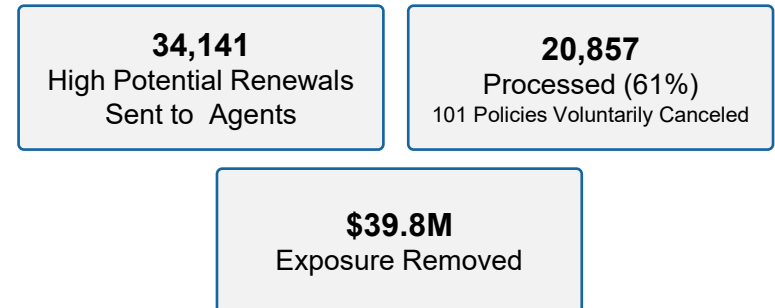 34,141
High Potential Renewals
Sent to Agents
20,857
Processed (61%)
101 Policies Voluntarily Canceled
$39.8M
Exposure Removed